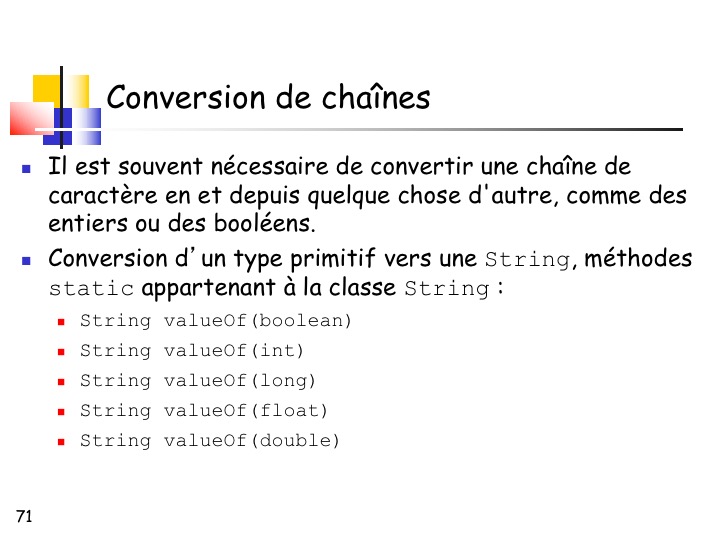 Conversion de chaînes
Il est souvent nécessaire de convertir une chaîne de
caractère en et depuis quelque chose d'autre, comme des
entiers ou des booléens.
Conversion d’un type primitif vers une String, méthodes
static appartenant à la classe String :
String valueOf(boolean)
String valueOf(int)
String valueOf(long)
String valueOf(float)
String valueOf(double)
71